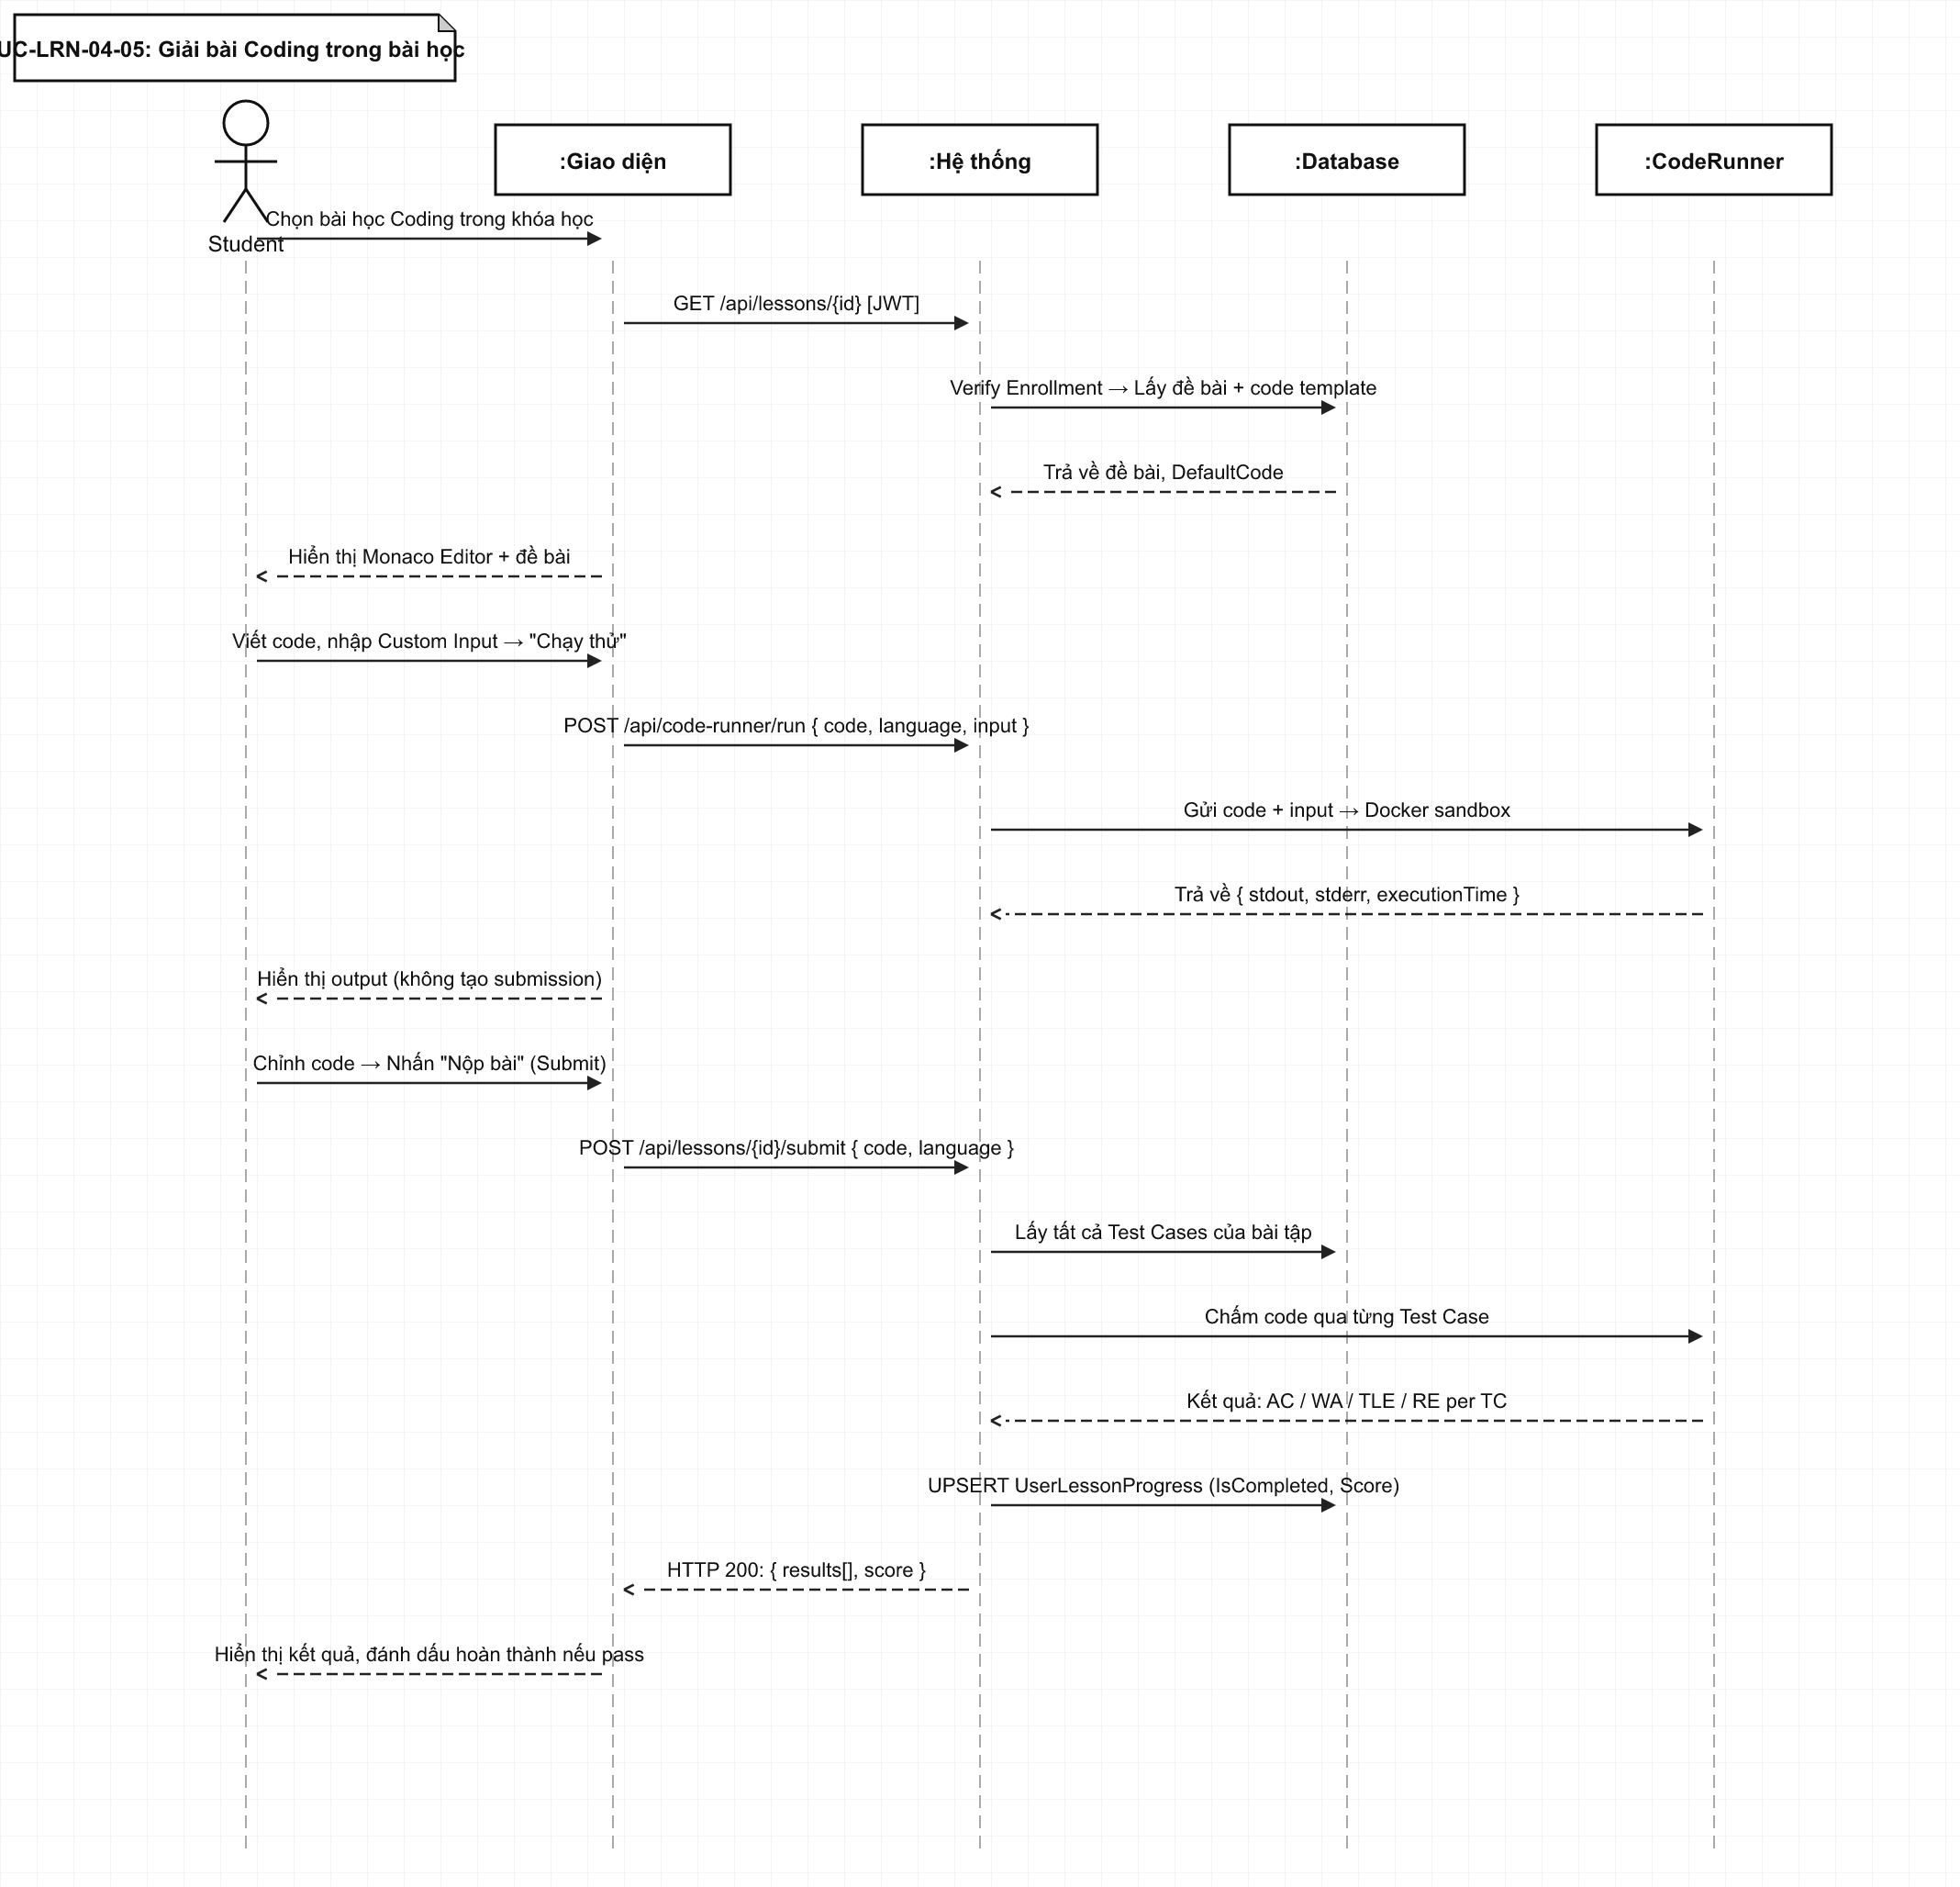 UC-LRN-04-05: Giải bài Coding trong bài học
:Giao diện
:Hệ thống
:Database
:CodeRunner
Student
Chọn bài học Coding trong khóa học
GET /api/lessons/{id} [JWT]
Verify Enrollment → Lấy đề bài + code template
Trả về đề bài, DefaultCode
Hiển thị Monaco Editor + đề bài
Viết code, nhập Custom Input → "Chạy thử"
POST /api/code-runner/run { code, language, input }
Gửi code + input → Docker sandbox
Trả về { stdout, stderr, executionTime }
Hiển thị output (không tạo submission)
Chỉnh code → Nhấn "Nộp bài" (Submit)
POST /api/lessons/{id}/submit { code, language }
Lấy tất cả Test Cases của bài tập
Chấm code qua từng Test Case
Kết quả: AC / WA / TLE / RE per TC
UPSERT UserLessonProgress (IsCompleted, Score)
HTTP 200: { results[], score }
Hiển thị kết quả, đánh dấu hoàn thành nếu pass